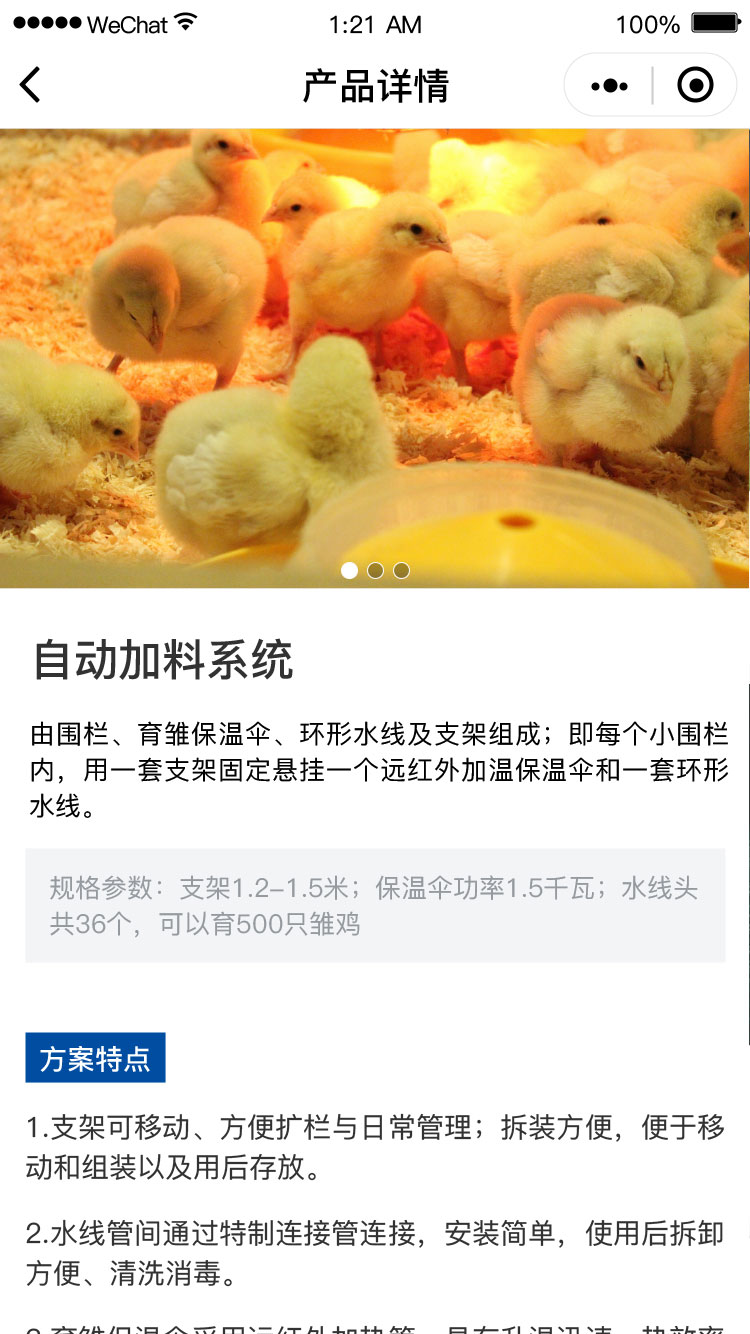 WeChat 1:21 AM 100%
产品详情
自动加料系统
由围栏、育雏保温伞、环形水线及支架组成；即每个小围栏
内，用一套支架固定悬挂一个远红外加温保温伞和一套环形
水线。
规格参数：支架1.2-1.5米；保温伞功率1.5千瓦；水线头
共36个，可以育500只雏鸡
方案特点
1.支架可移动、方便扩栏与日常管理；拆装方便，便于移
动和组装以及用后存放。
2.水线管间通过特制连接管连接，安装简单，使用后拆卸
方便、清洗消毒。